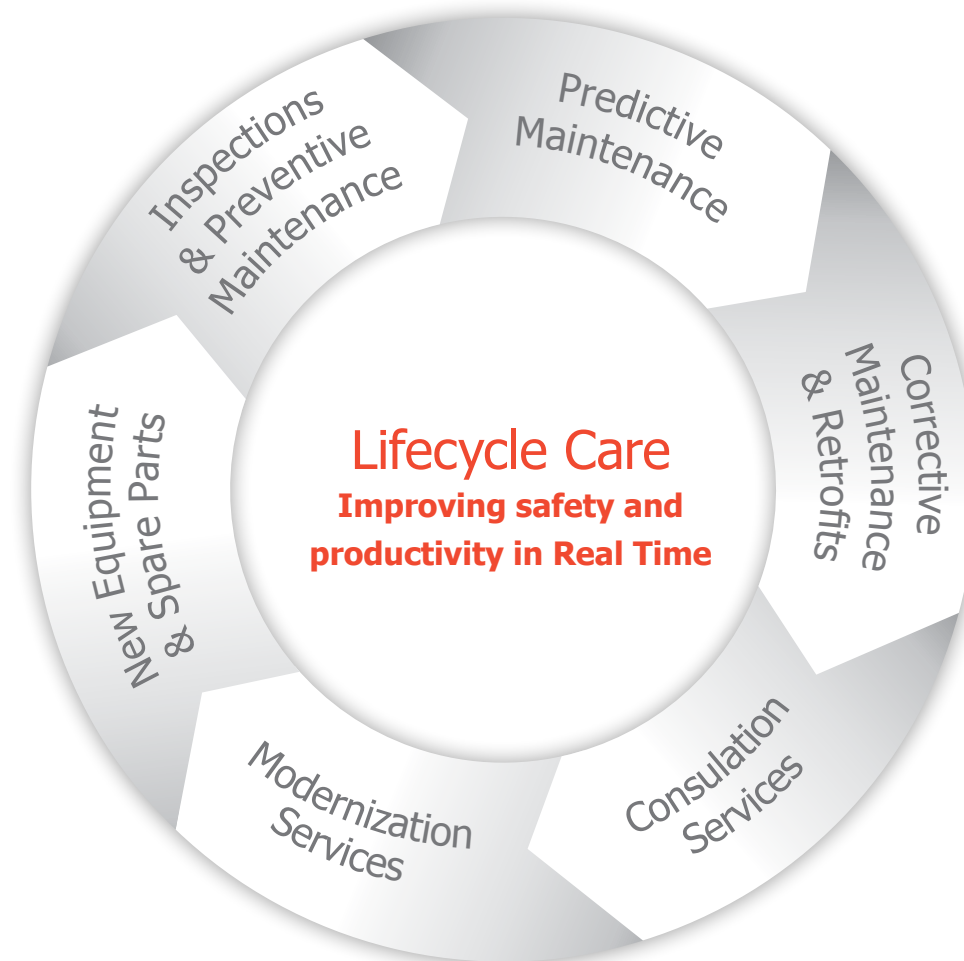 Inspections
& Preventive
Maintenance
Predictive
Maintenance
Corrective
Maintenance
& Retrofits
Consulation
Services
Modernization
Services
New Equipment
& Spare Parts
Lifecycle Care
Improving safety and
productivity in Real Time